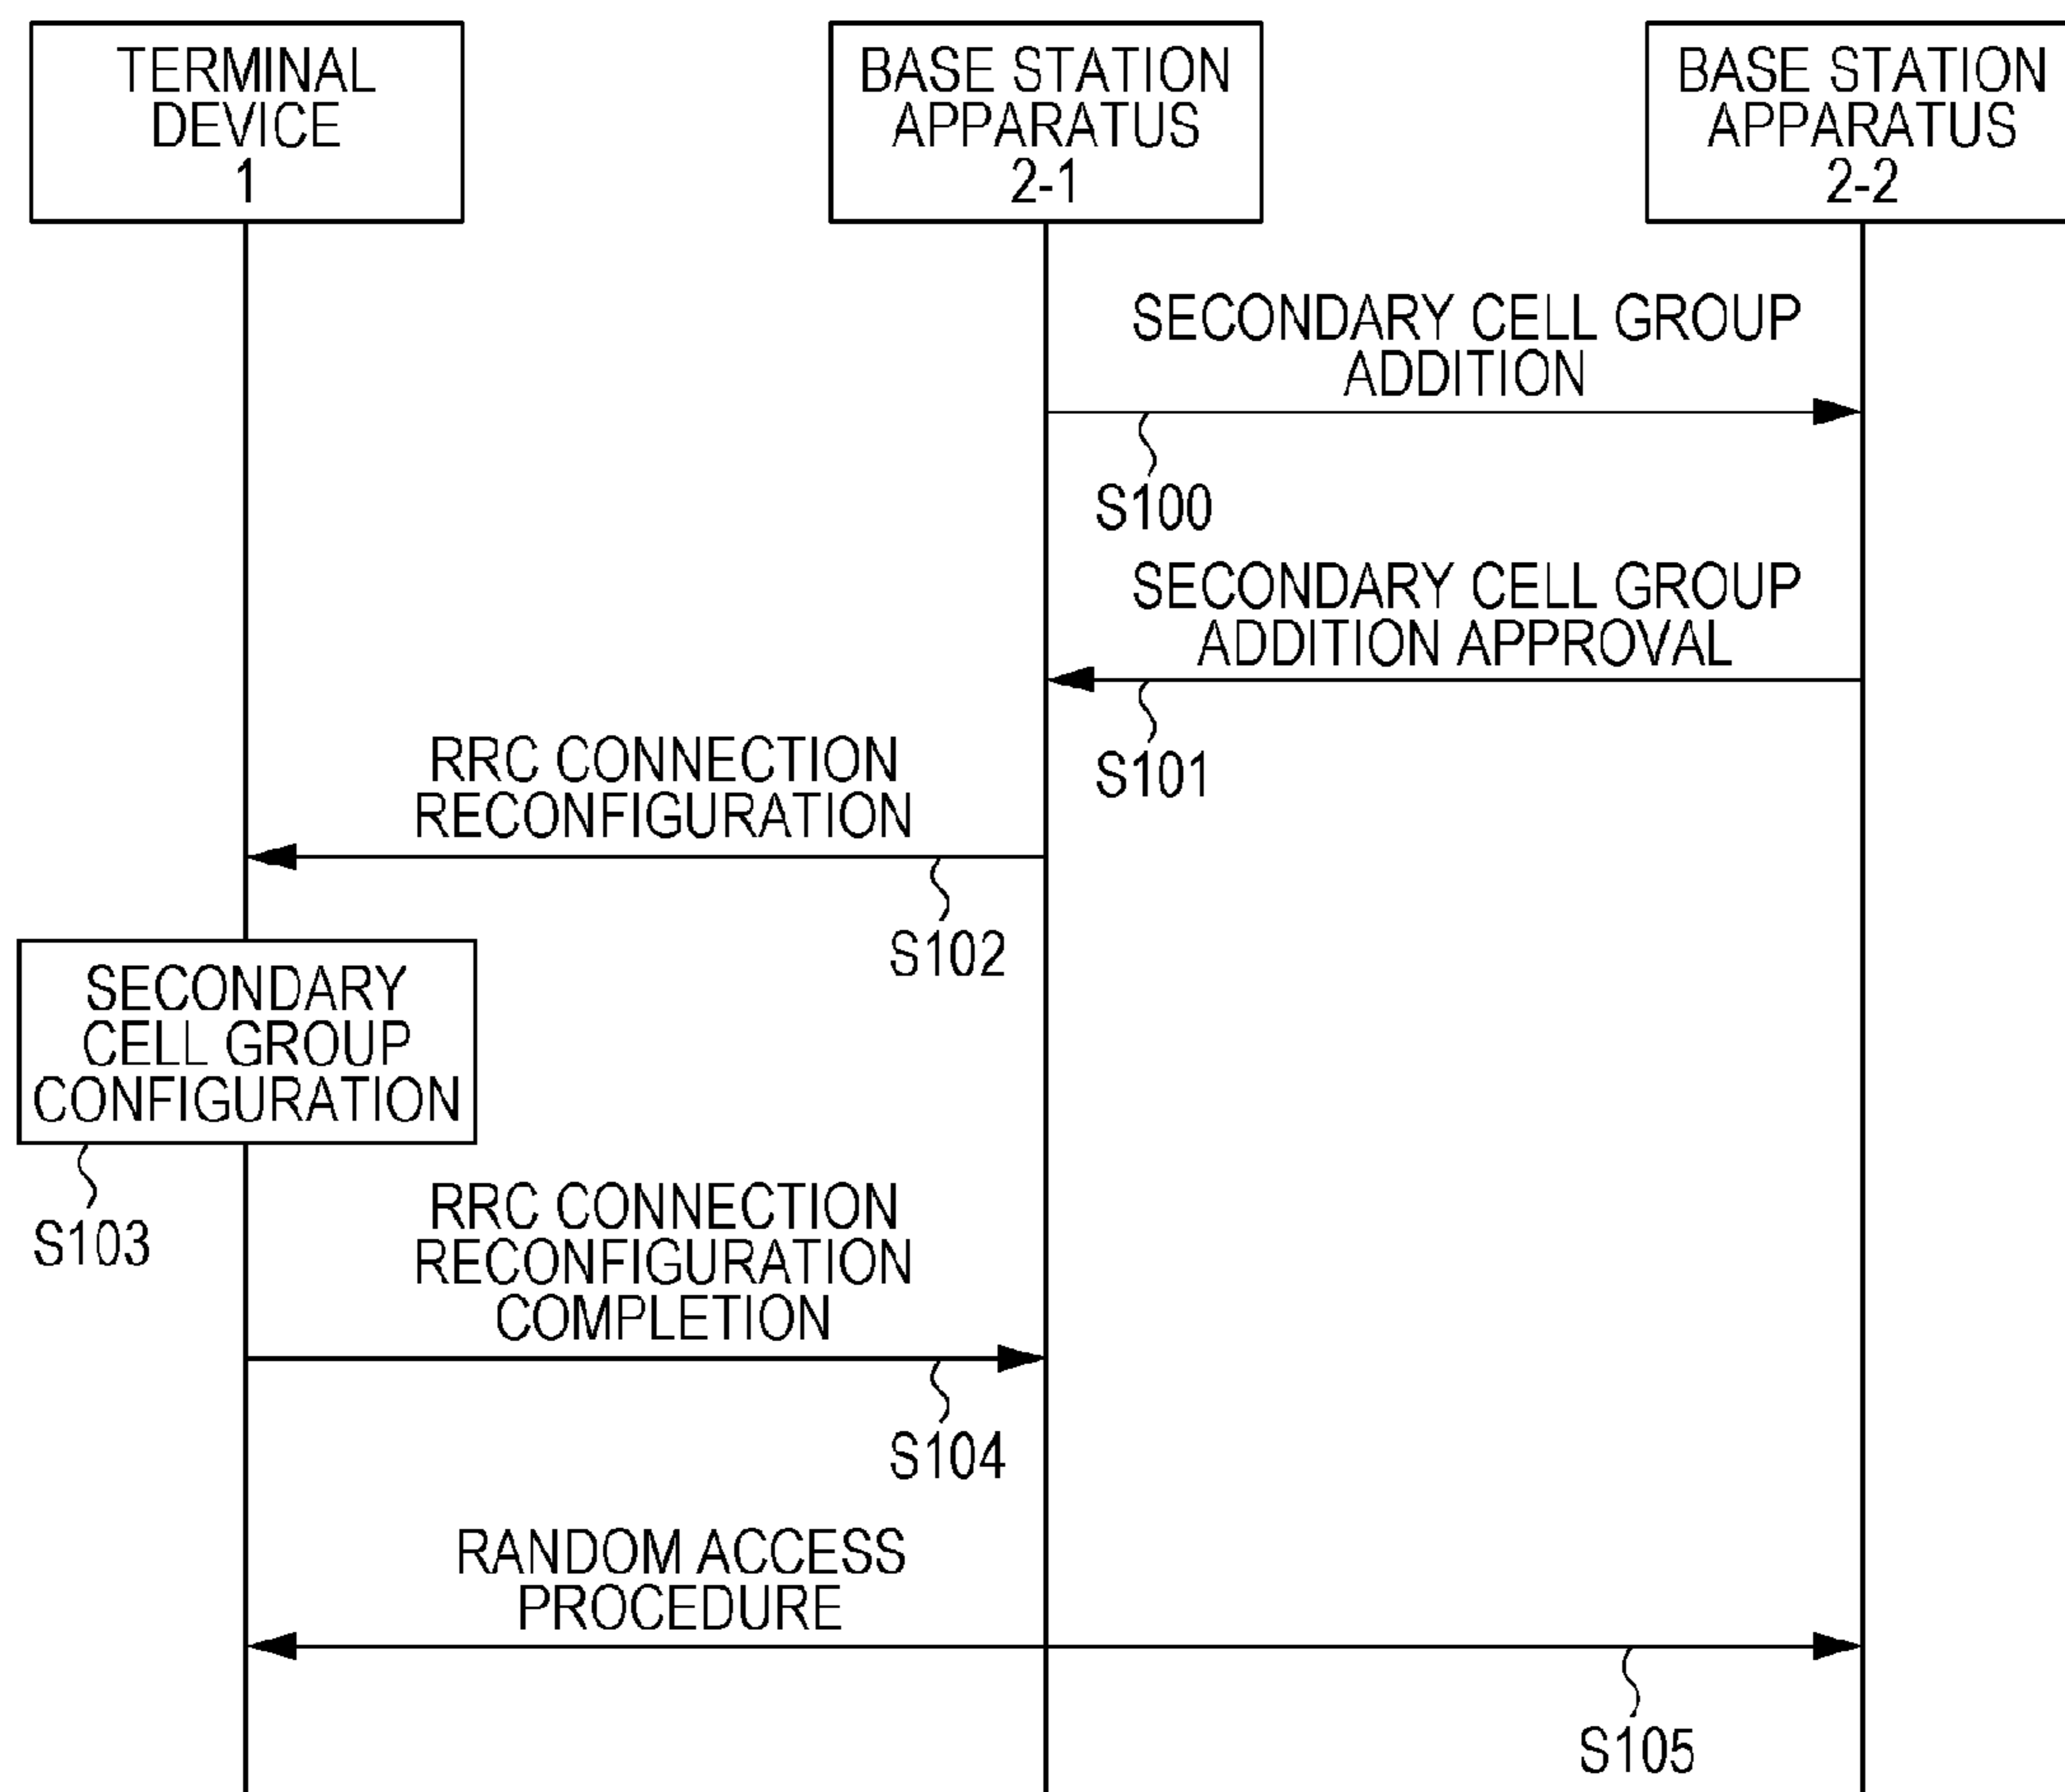 TERMINAL
DEVICE
1
BASE STATION
APPARATUS
2-1
BASE STATION
APPARATUS
2-2
SECONDARY CELL GROUP
ADDITION
S100
SECONDARY CELL GROUP
ADDITION APPROVAL
S101
RRC CONNECTION
RECONFIGURATION
S102
SECONDARY
CELL GROUP
CONFIGURATION
S103
RRC CONNECTION
RECONFIGURATION
COMPLETION
S104
RANDOM ACCESS
PROCEDURE
S105